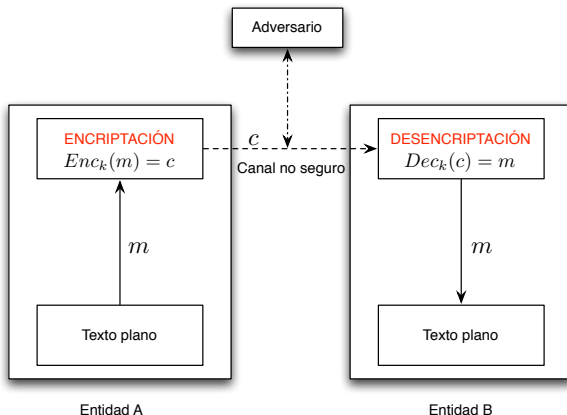 Adversario
ENCRIPTACIÓN
Enc_k(m) = c
c
Canal no seguro
DESENCRIPTACIÓN
Dec_k(c) = m
m
m
Texto plano
Texto plano
Entidad A
Entidad B